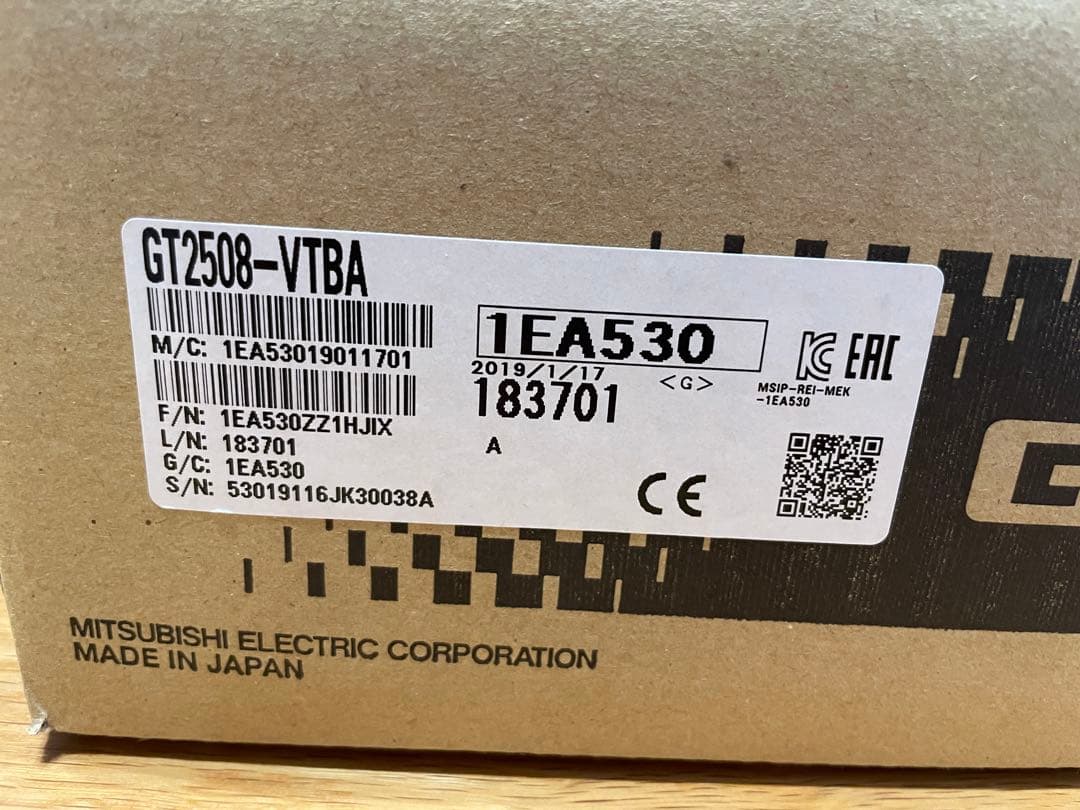 GT2508-VTBA
M/C: 1EA53019011701
F/N: 1EA530ZZ1HJIX
L/N: 183701
G/C: 1EA530
S/N: 53019116JK30038A
1EA530
2019/1/17 <G>
183701
A
CE
EAC
MSIP-REI-MEK
-1EA530
G
MITSUBISHI ELECTRIC CORPORATION
MADE IN JAPAN